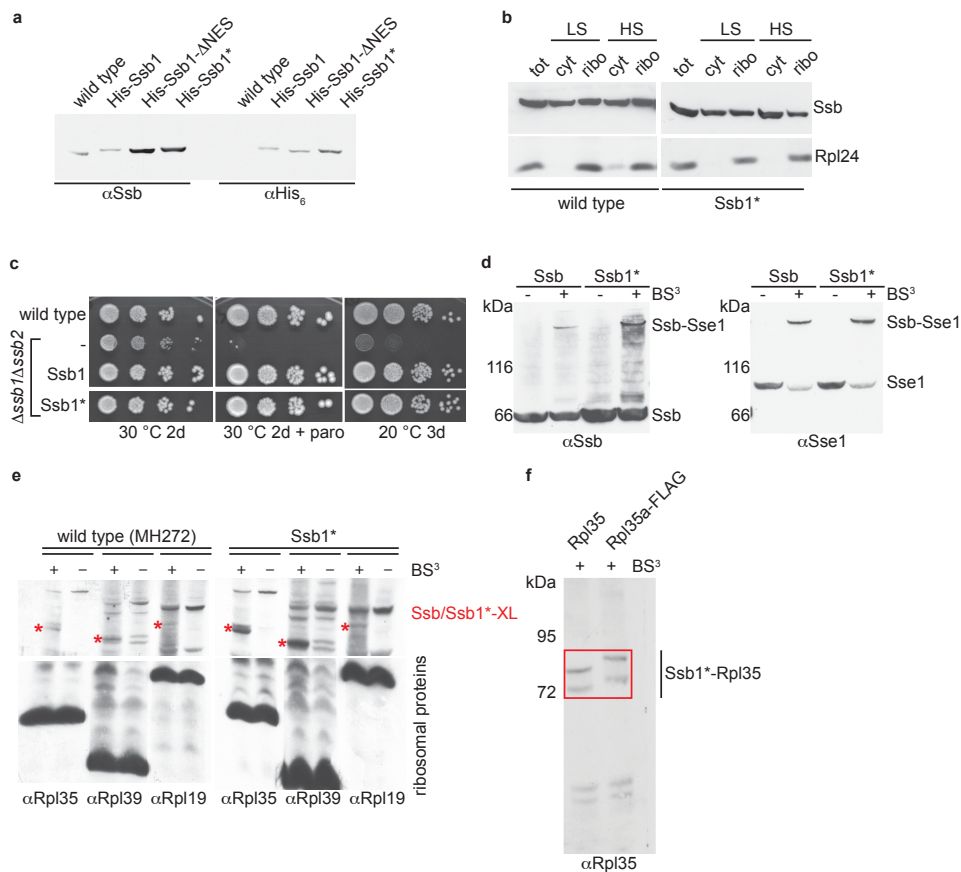 a
wild type
His-Ssb1
His-Ssb1-ΔNES
His-Ssb1*
wild type
His-Ssb1
His-Ssb1-ΔNES
His-Ssb1*
αSsb
αHis6
b
LS HS LS HS
tot cyt ribo cyt ribo tot cyt ribo cyt ribo
Ssb
Rpl24
wild type Ssb1*
c
wild type
-
Ssb1
Ssb1*
Δssb1Δssb2
30 °C 2d 30 °C 2d + paro 20 °C 3d
d
Ssb Ssb1* Ssb Ssb1*
kDa - + - + BS³ kDa - + - + BS³
Ssb-Sse1 Ssb-Sse1
116 116
Sse1
66 Ssb 66
αSsb αSse1
e
wild type (MH272) Ssb1*
+ − + − + − + − + − + − BS³
Ssb/Ssb1*-XL
* * * * * *
ribosomal proteins
αRpl35 αRpl39 αRpl19 αRpl35 αRpl39 αRpl19
f
Rpl35
Rpl35a-FLAG
+ + BS³
kDa
95
Ssb1*-Rpl35
72
αRpl35